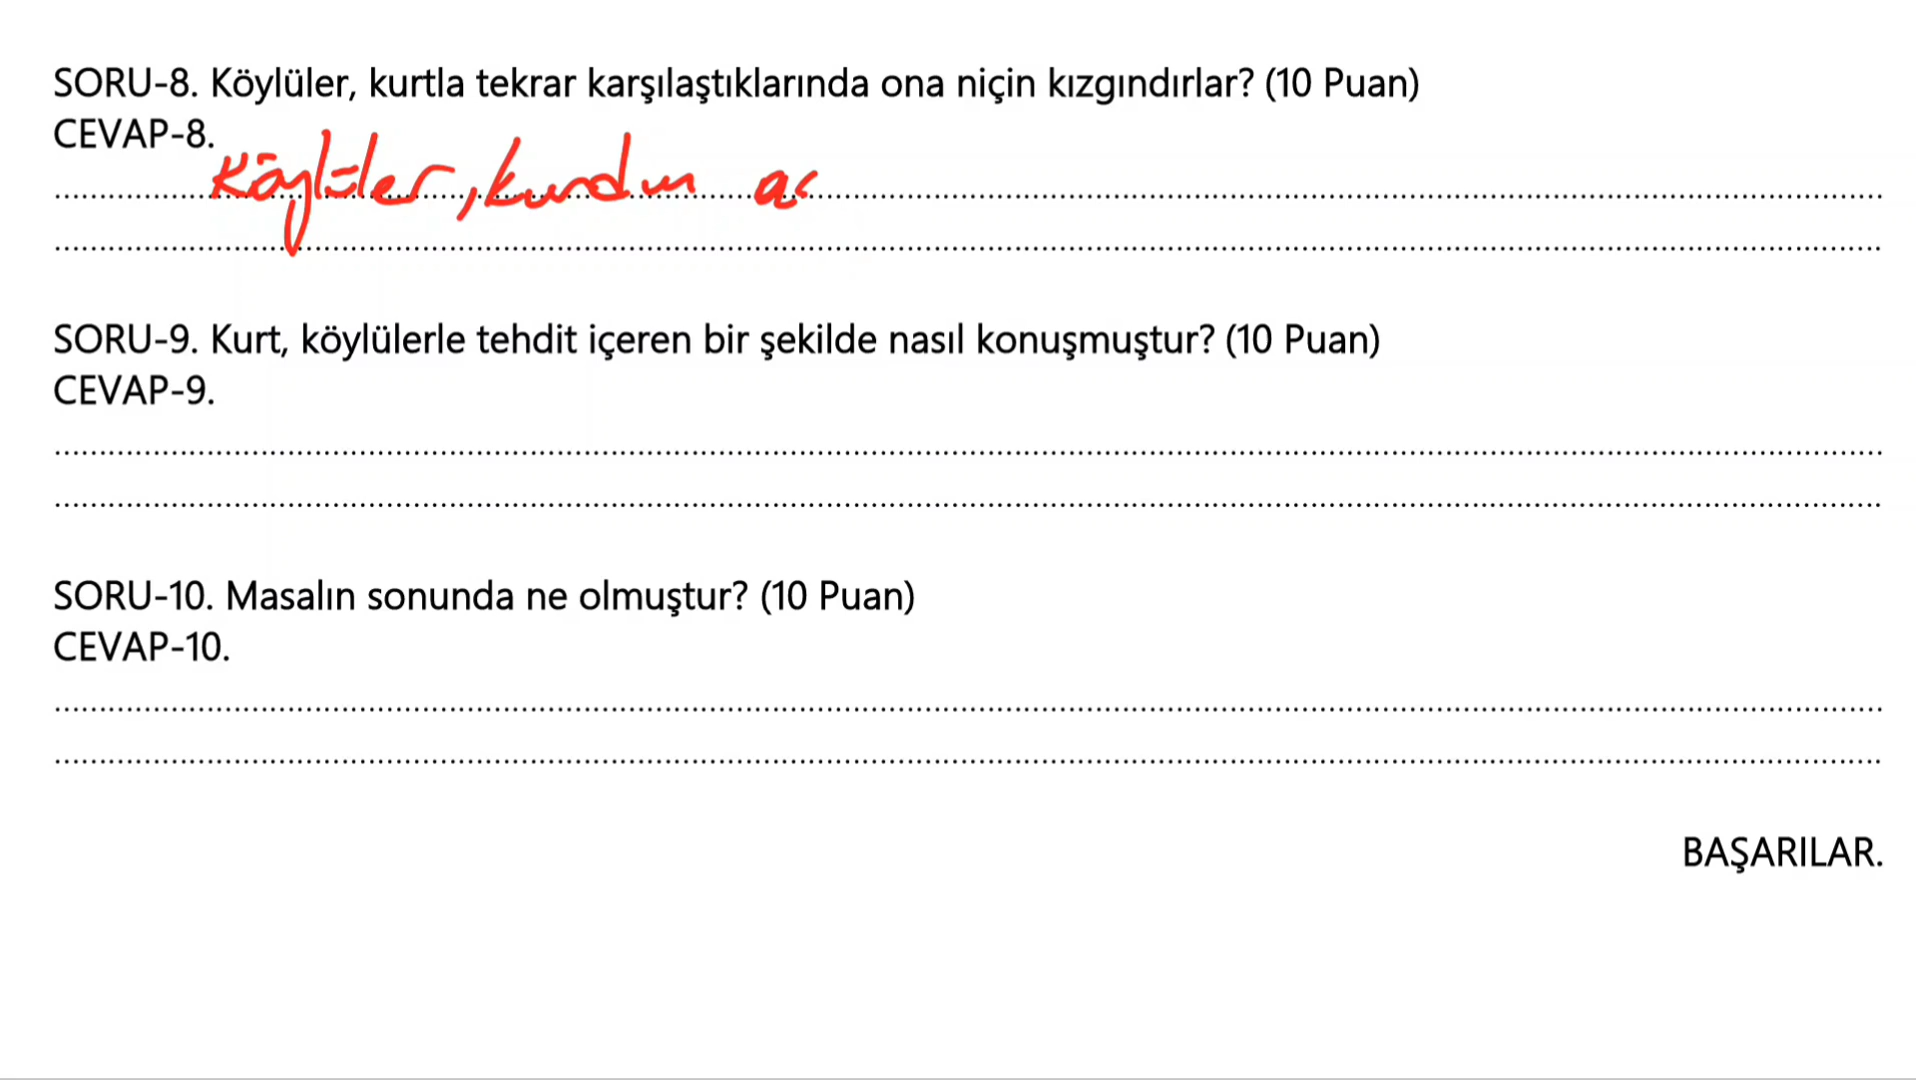 SORU-8. Köylüler, kurtla tekrar karşılaştıklarında ona niçin kızgındırlar? (10 Puan)
CEVAP-8.
Köylüler, kurdun ac
SORU-9. Kurt, köylülerle tehdit içeren bir şekilde nasıl konuşmuştur? (10 Puan)
CEVAP-9.
SORU-10. Masalın sonunda ne olmuştur? (10 Puan)
CEVAP-10.
BAŞARILAR.